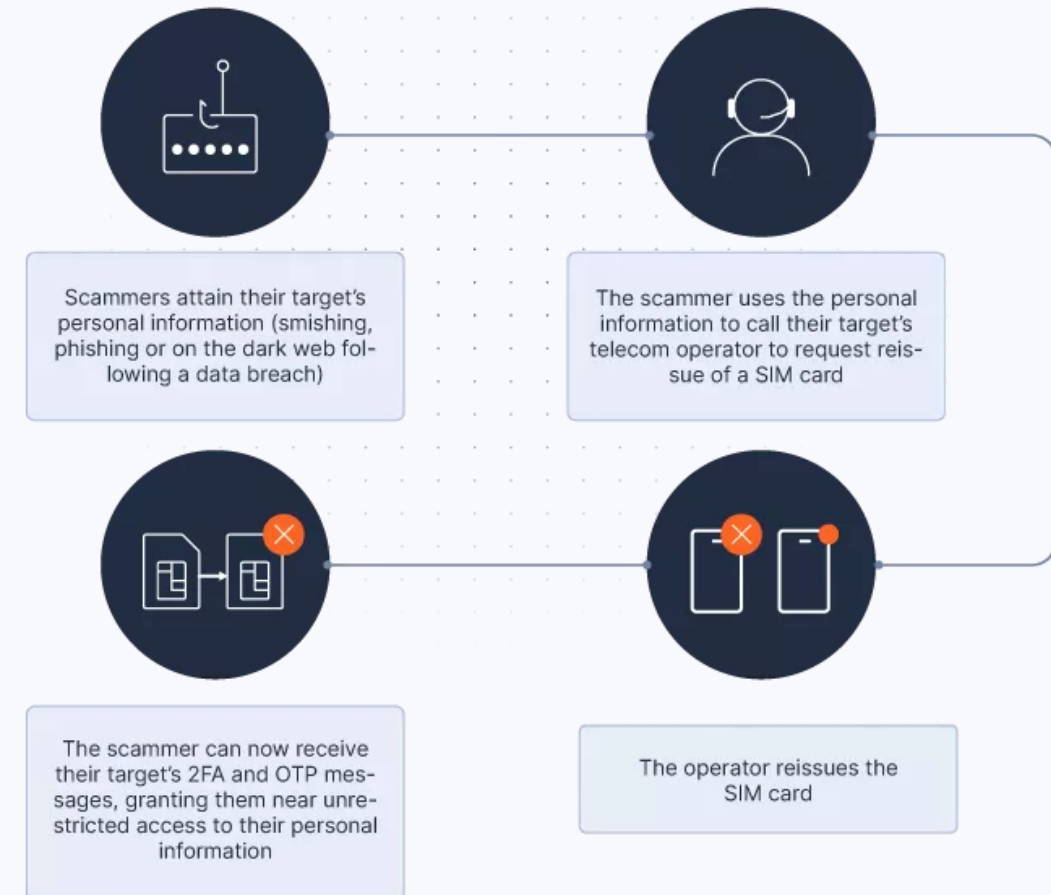 Scammers attain their target's
personal information (smishing,
phishing or on the dark web fol-
lowing a data breach)
The scammer uses the personal
information to call their target's
telecom operator to request reis-
sue of a SIM card
The operator reissues the
SIM card
The scammer can now receive
their target's 2FA and OTP mes-
sages, granting them near unre-
stricted access to their personal
information